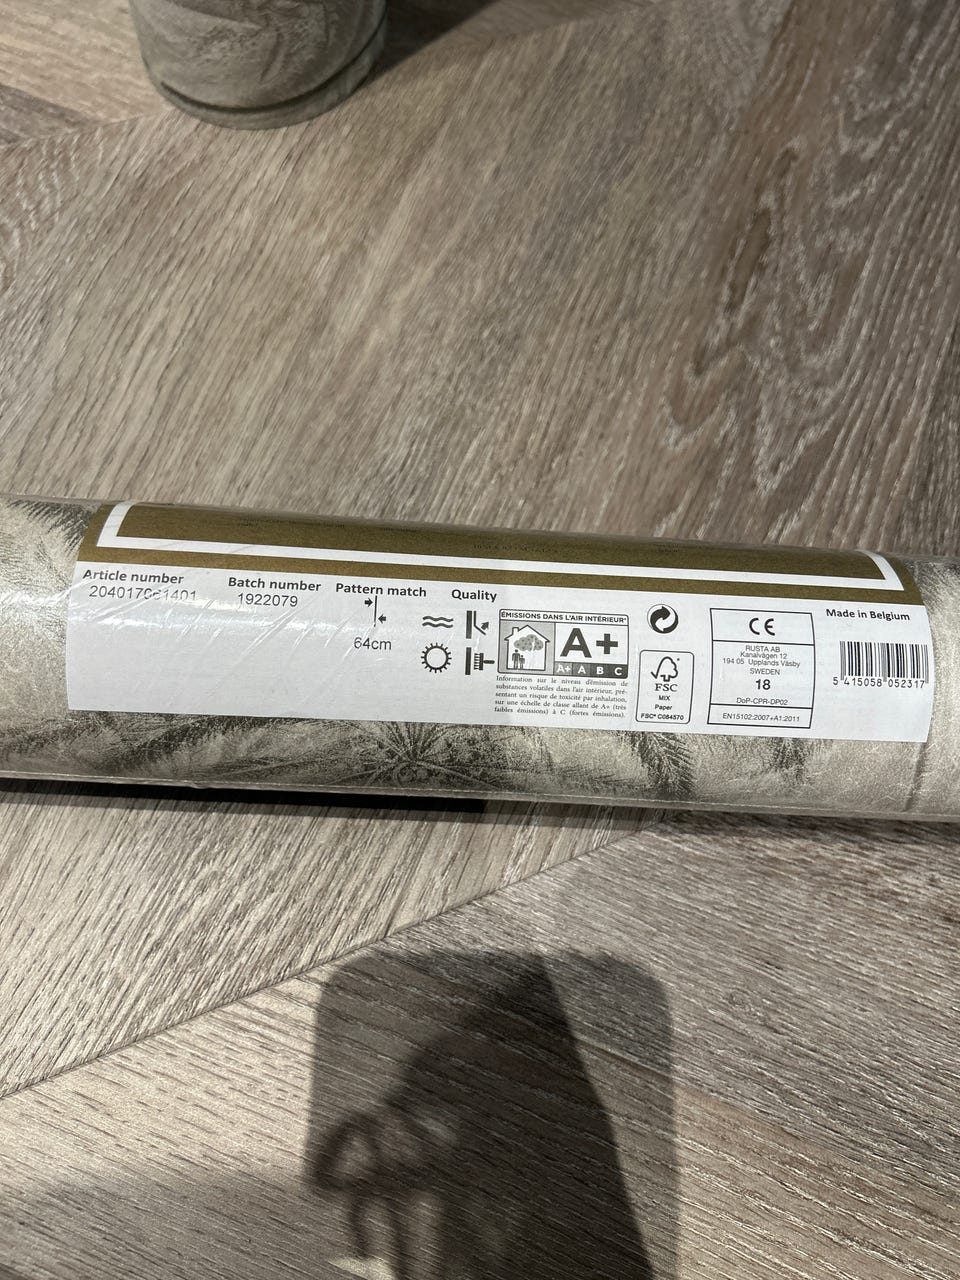 Article number
Batch number
1922079
Pattern match
64cm
Quality
ÉMISSIONS DANS L'AIR INTÉRIEUR*
A+
A+ A B C
Information sur le niveau d'émission de
substances volatiles dans l'air intérieur, pré-
sentant un risque de toxicité par inhalation,
sur une échelle de classe allant de A+ (très
faibles émissions) à C (fortes émissions).
FSC
MIX
Paper
FSC® C084570
CE
RUSTA AB
Kanalvägen 12
194 05 Upplands Väsby
SWEDEN
18
DoP-CPR-DP02
EN15102:2007+A1:2011
Made in Belgium
5 415058 052317